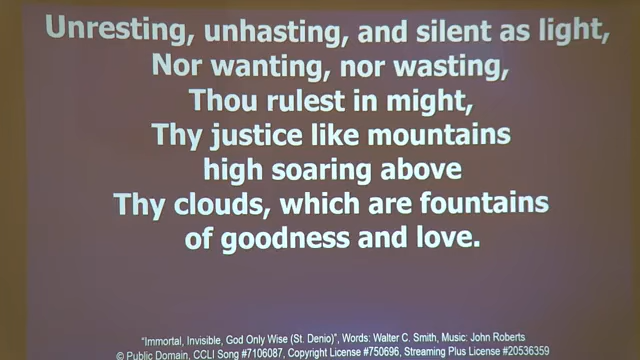 Unresting, unhasting, and silent as light,
Nor wanting, nor wasting,
Thou rulest in might,
Thy justice like mountains
high soaring above
Thy clouds, which are fountains
of goodness and love.
"Immortal, Invisible, God Only Wise (St. Denio)", Words: Walter C. Smith, Music: John Roberts
© Public Domain, CCLI Song #7106087, Copyright License #750696, Streaming Plus License #20536359